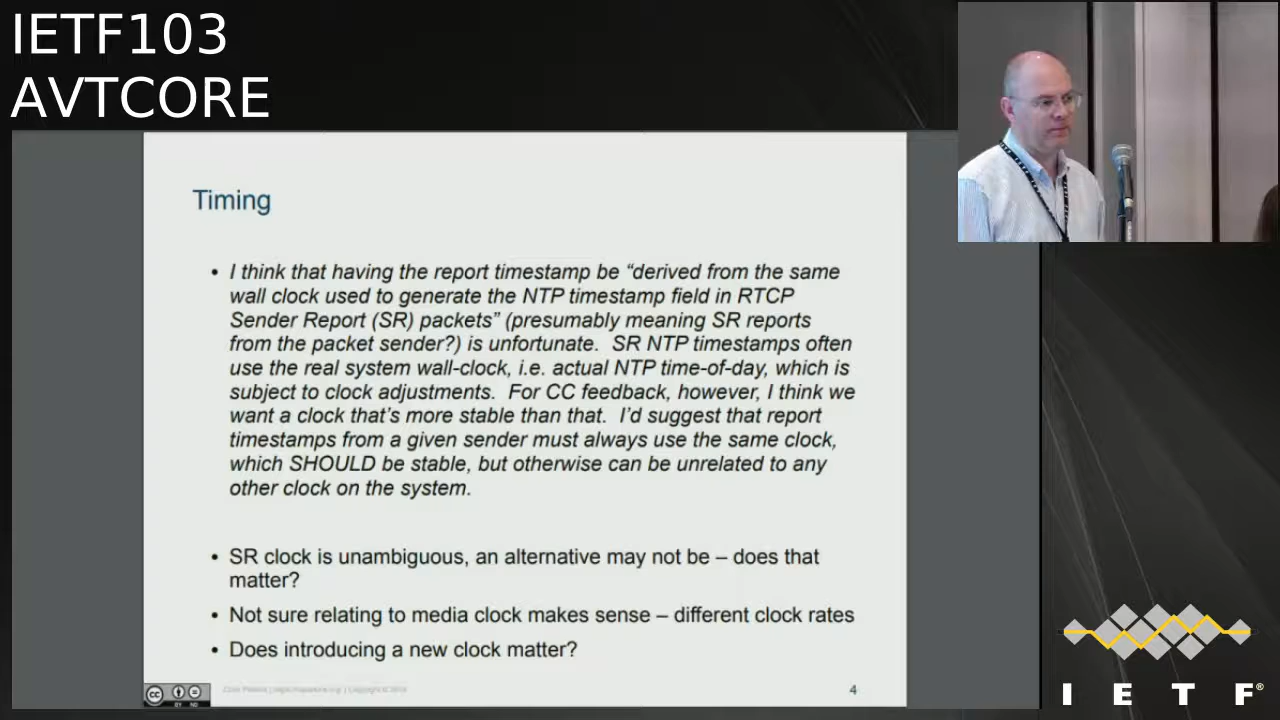 IETF103
AVTCORE
Timing
• I think that having the report timestamp be “derived from the same
wall clock used to generate the NTP timestamp field in RTCP
Sender Report (SR) packets” (presumably meaning SR reports
from the packet sender?) is unfortunate.  SR NTP timestamps often
use the real system wall-clock, i.e. actual NTP time-of-day, which is
subject to clock adjustments.  For CC feedback, however, I think we
want a clock that’s more stable than that.  I’d suggest that report
timestamps from a given sender must always use the same clock,
which SHOULD be stable, but otherwise can be unrelated to any
other clock on the system.
• SR clock is unambiguous, an alternative may not be – does that
matter?
• Not sure relating to media clock makes sense – different clock rates
• Does introducing a new clock matter?
cc
BY ND
4
I E T F®